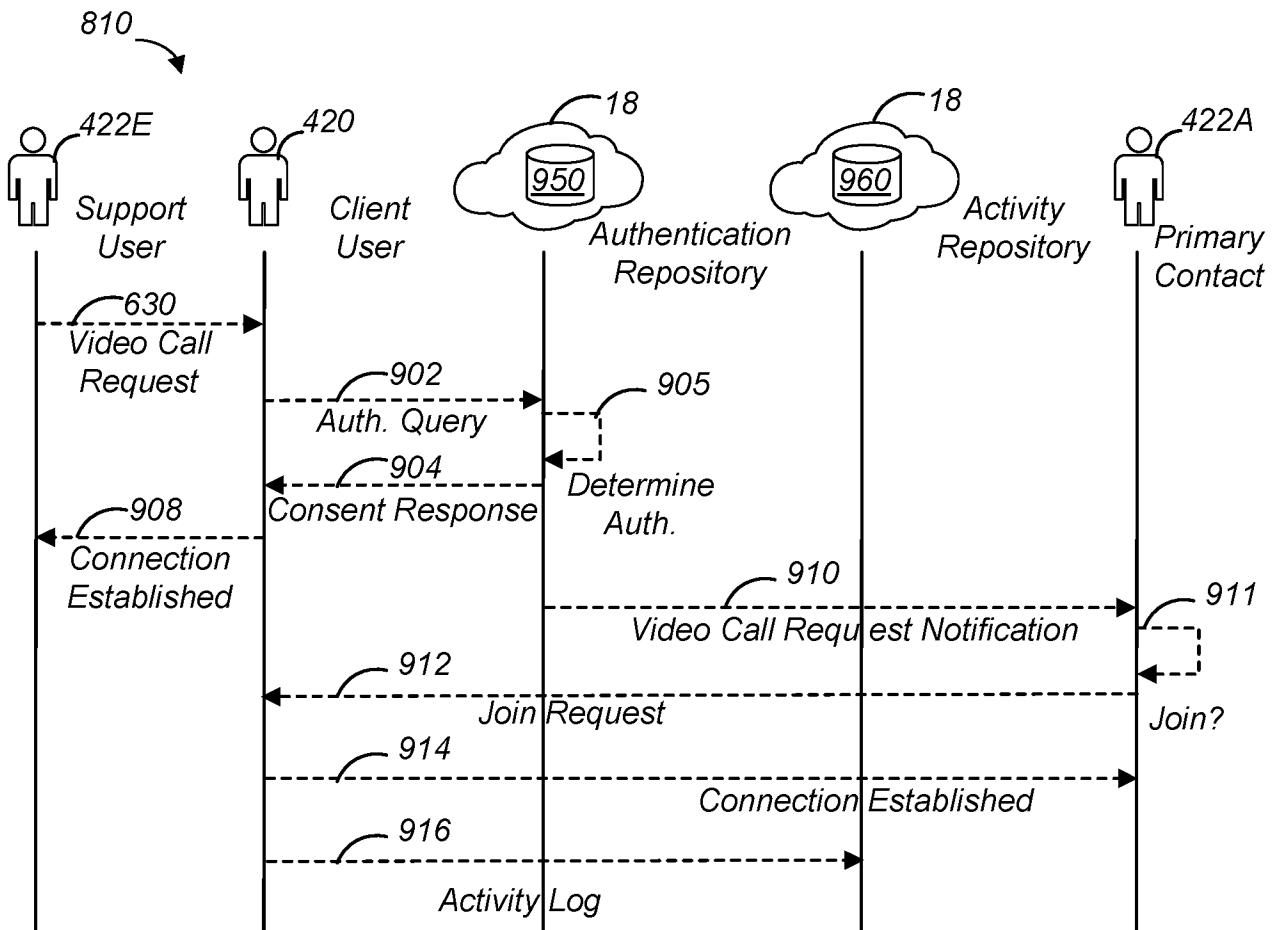 810
422E
420
18
18
422A
950
960
Support
User
Client
User
Authentication
Repository
Activity
Repository
Primary
Contact
630
Video Call
Request
902
Auth. Query
905
904
Consent Response
Determine
Auth.
908
Connection
Established
910
Video Call Request Notification
911
912
Join Request
Join?
914
Connection Established
916
Activity Log